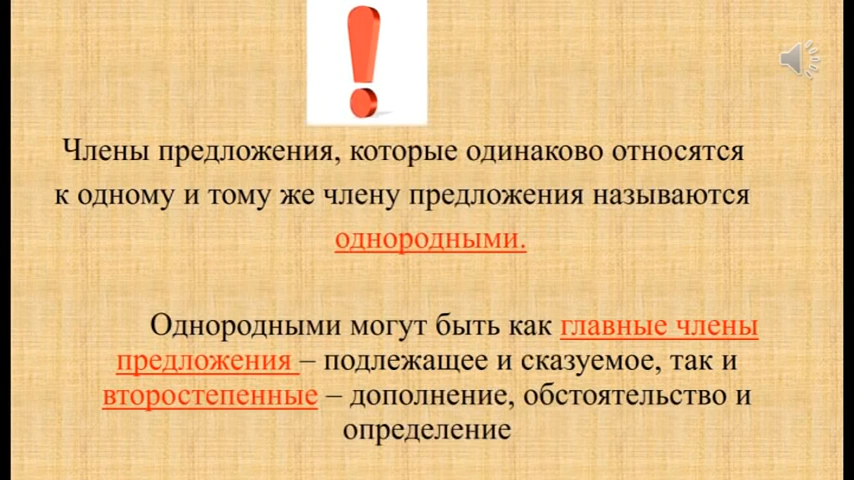 Члены предложения, которые одинаково относятся
к одному и тому же члену предложения называются
однородными.
Однородными могут быть как главные члены
предложения – подлежащее и сказуемое, так и
второстепенные – дополнение, обстоятельство и
определение